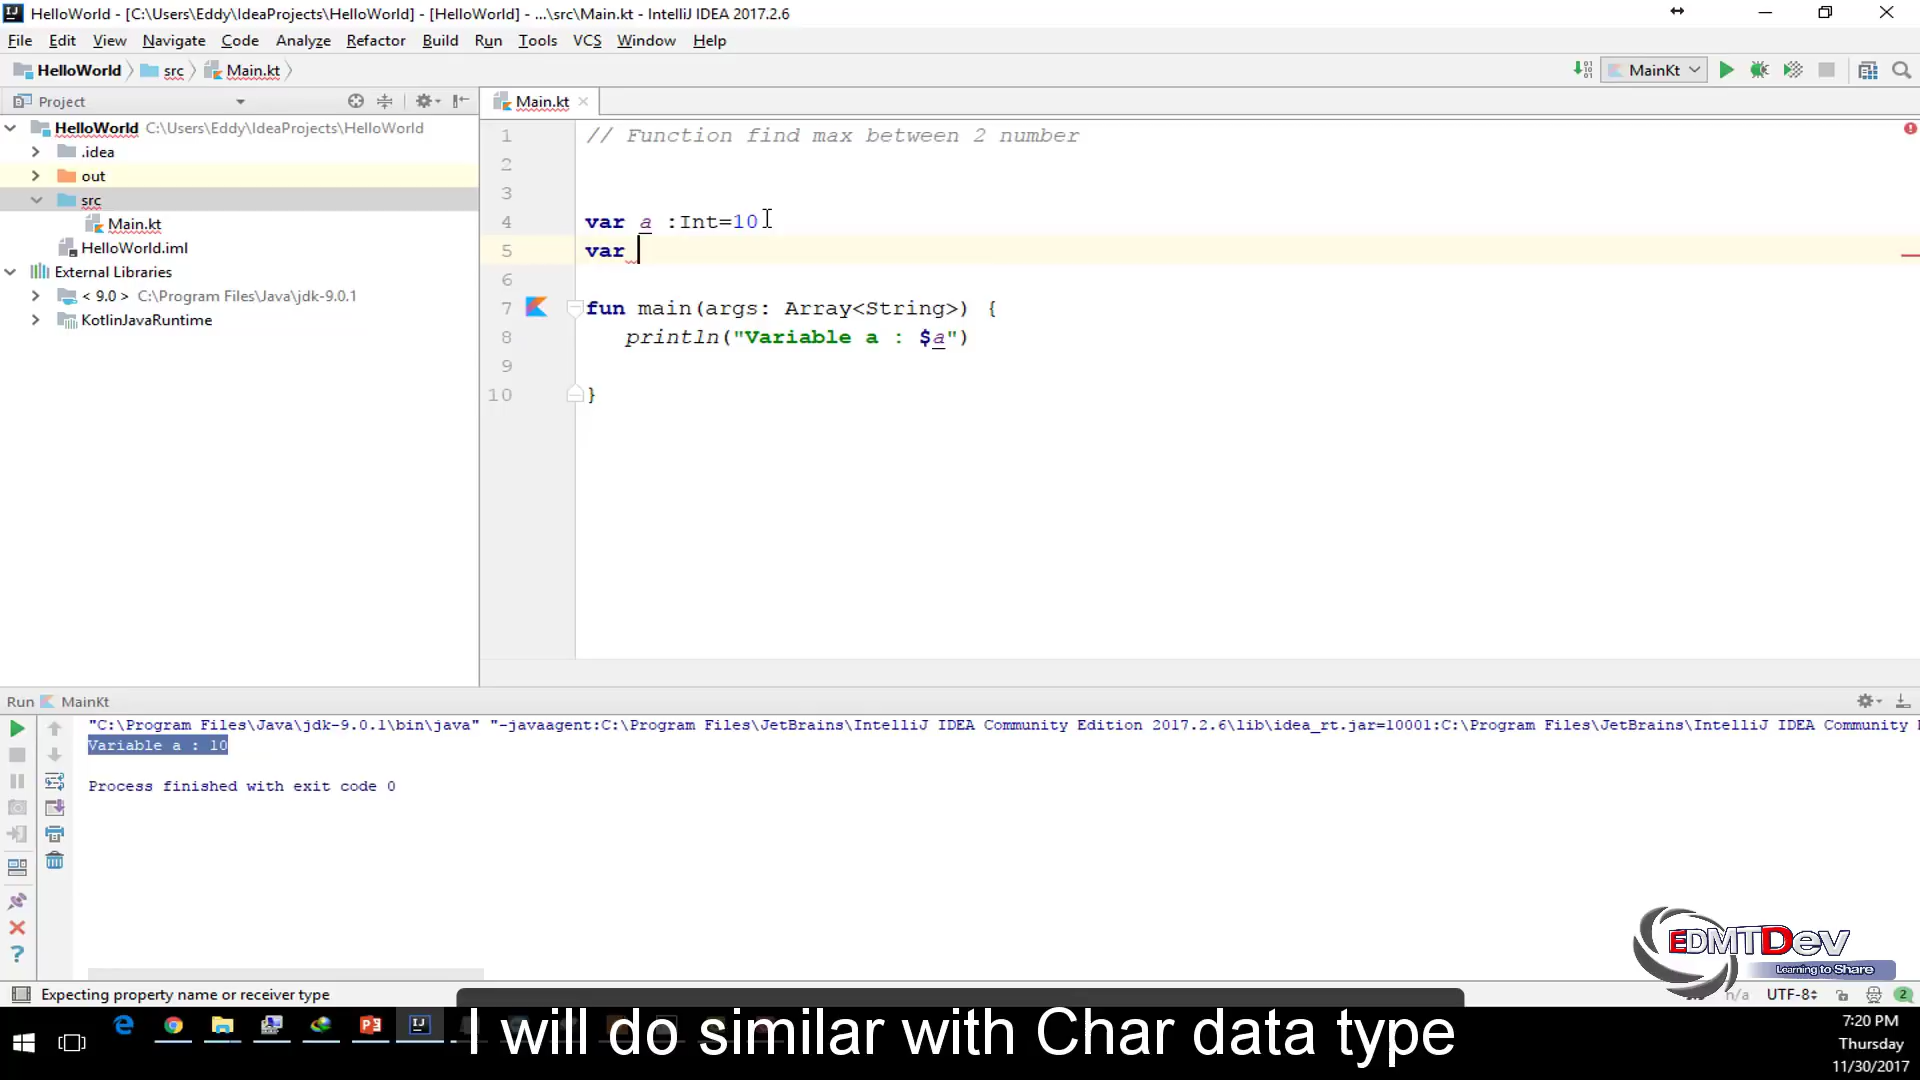 HelloWorld - [C:\Users\Eddy\IdeaProjects\HelloWorld] - [HelloWorld] - ...\src\Main.kt - IntelliJ IDEA 2017.2.6
File Edit View Navigate Code Analyze Refactor Build Run Tools VCS Window Help
HelloWorld src Main.kt MainKt
Project Main.kt
HelloWorld C:\Users\Eddy\IdeaProjects\HelloWorld
.idea
out
src
Main.kt
HelloWorld.iml
External Libraries
< 9.0 > C:\Program Files\Java\jdk-9.0.1
KotlinJavaRuntime
1 // Function find max between 2 number
2
3
4 var a :Int=10
5 var
6
7 fun main(args: Array<String>) {
8 println("Variable a : $a")
9
10 }
Run MainKt
"C:\Program Files\Java\jdk-9.0.1\bin\java" "-javaagent:C:\Program Files\JetBrains\IntelliJ IDEA Community Edition 2017.2.6\lib\idea_rt.jar=10001:C:\Program Files\JetBrains\IntelliJ IDEA Community
Variable a : 10
Process finished with exit code 0
EDMTDev
Learning to Share
Expecting property name or receiver type n/a UTF-8 2
I will do similar with Char data type
7:20 PM
Thursday
11/30/2017